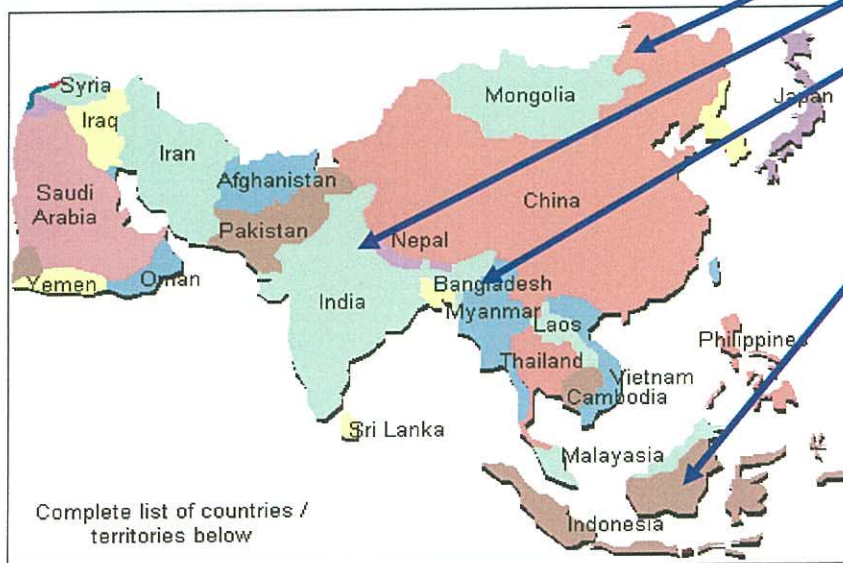 Syria
Mongolia
Japan
Iraq
Iran
Afghanistan
Saudi
Arabia
China
Pakistan
Nepal
Yemen
Oman
India
Bangladesh
Myanmar
Laos
Thailand
Philippines
Vietnam
Cambodia
Sri Lanka
Malayasia
Indonesia
Complete list of countries /
territories below